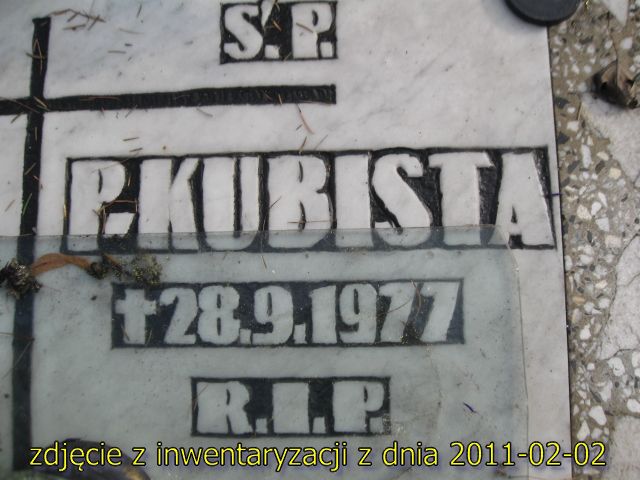 Ś.P.
P.KUBISTA
†28.9.1977
R.I.P.
zdjęcie z inwentaryzacji z dnia 2011-02-02